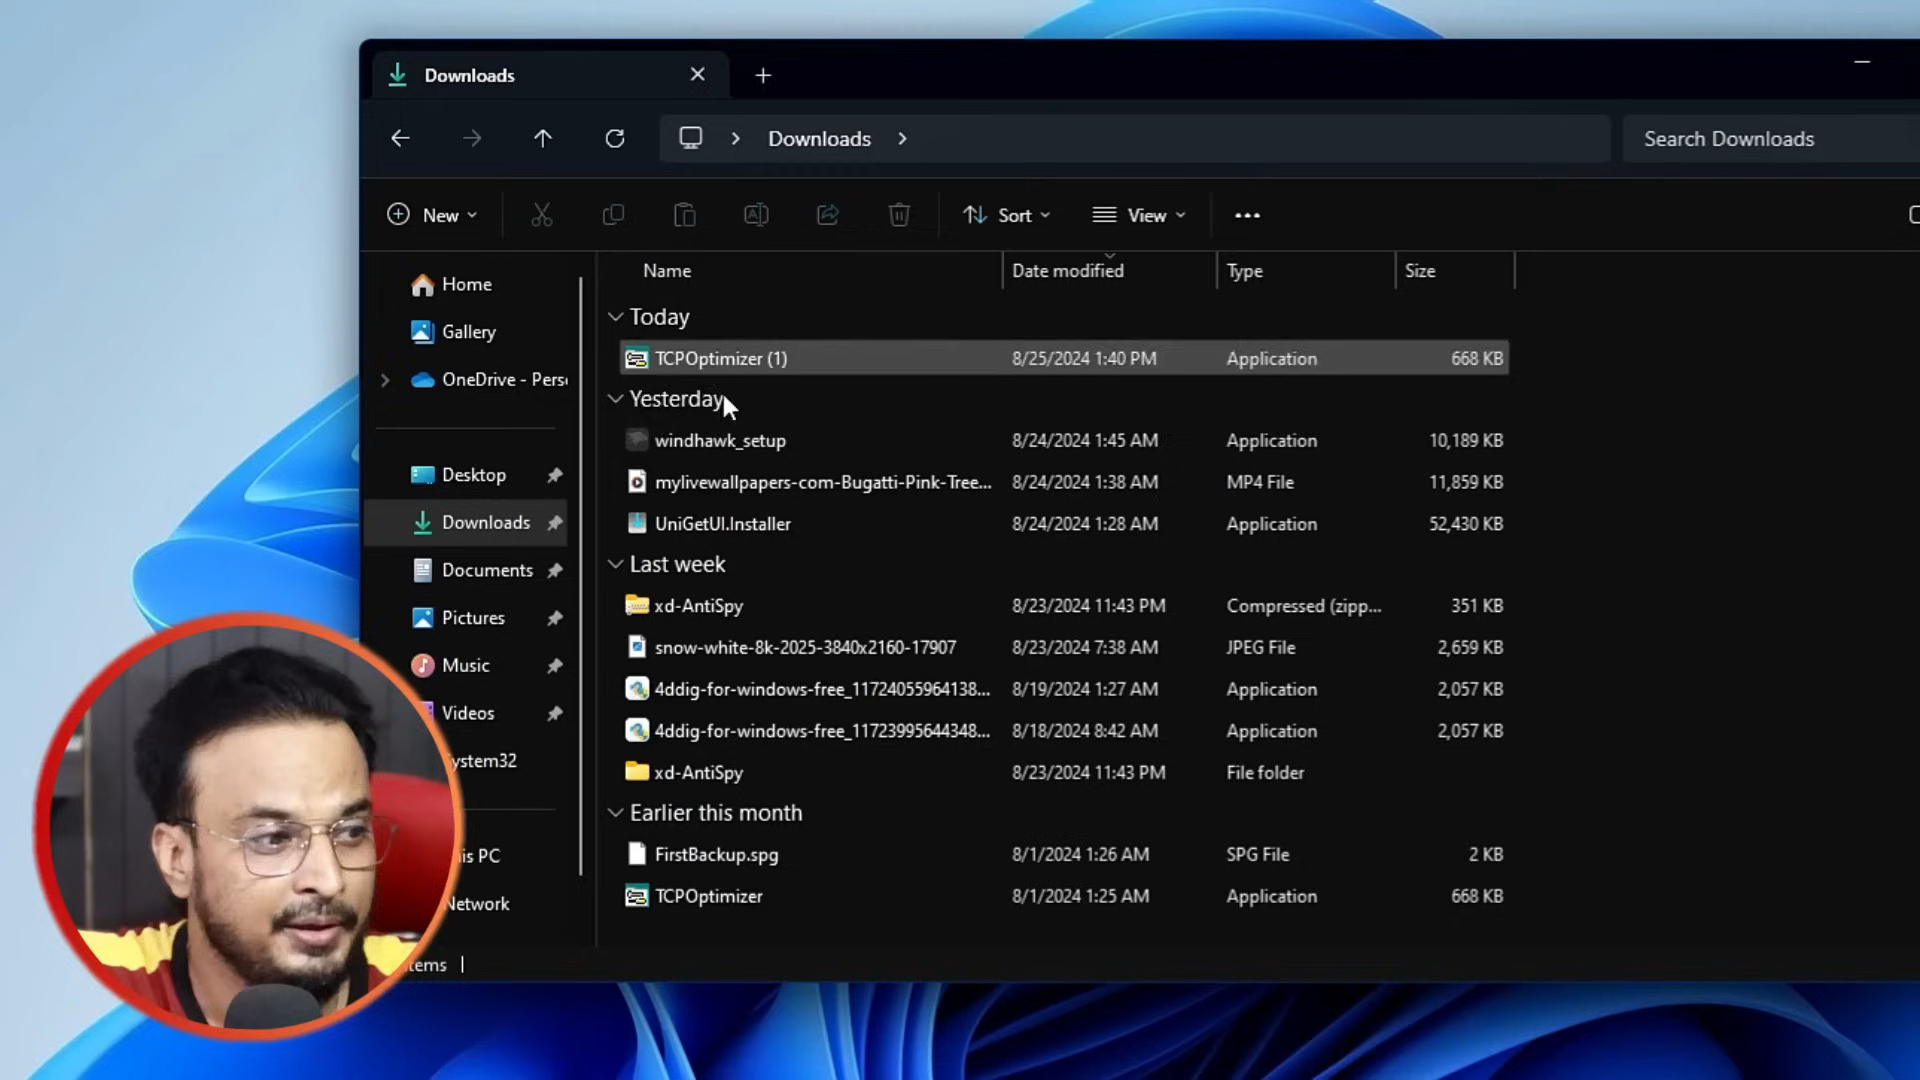 Downloads
Downloads
Search Downloads
New
Sort
View
Name Date modified Type Size
Home
Gallery
OneDrive - Pers
Desktop
Downloads
Documents
Pictures
Music
Videos
ystem32
is PC
Network
Today
TCPOptimizer (1) 8/25/2024 1:40 PM Application 668 KB
Yesterday
windhawk_setup 8/24/2024 1:45 AM Application 10,189 KB
mylivewallpapers-com-Bugatti-Pink-Tree... 8/24/2024 1:38 AM MP4 File 11,859 KB
UniGetUI.Installer 8/24/2024 1:28 AM Application 52,430 KB
Last week
xd-AntiSpy 8/23/2024 11:43 PM Compressed (zipp... 351 KB
snow-white-8k-2025-3840x2160-17907 8/23/2024 7:38 AM JPEG File 2,659 KB
4ddig-for-windows-free_11724055964138... 8/19/2024 1:27 AM Application 2,057 KB
4ddig-for-windows-free_11723995644348... 8/18/2024 8:42 AM Application 2,057 KB
xd-AntiSpy 8/23/2024 11:43 PM File folder
Earlier this month
FirstBackup.spg 8/1/2024 1:26 AM SPG File 2 KB
TCPOptimizer 8/1/2024 1:25 AM Application 668 KB
tems